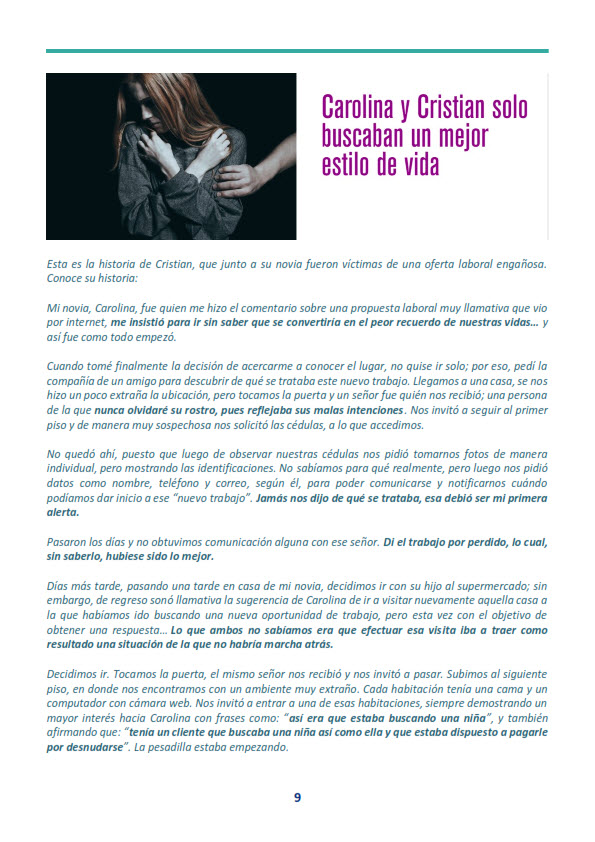 Carolina y Cristian solo
buscaban un mejor
estilo de vida
Esta es la historia de Cristian, que junto a su novia fueron víctimas de una oferta laboral engañosa.
Conoce su historia:
Mi novia, Carolina, fue quien me hizo el comentario sobre una propuesta laboral muy llamativa que vio
por internet, me insistió para ir sin saber que se convertiría en el peor recuerdo de nuestras vidas... y
así fue como todo empezó.
Cuando tomé finalmente la decisión de acercarme a conocer el lugar, no quise ir solo; por eso, pedí la
compañía de un amigo para descubrir de qué se trataba este nuevo trabajo. Llegamos a una casa, se nos
hizo un poco extraña la ubicación, pero tocamos la puerta y un señor fue quién nos recibió; una persona
de la que nunca olvidaré su rostro, pues reflejaba sus malas intenciones. Nos invitó a seguir al primer
piso y de manera muy sospechosa nos solicitó las cédulas, a lo que accedimos.
No quedó ahí, puesto que luego de observar nuestras cédulas nos pidió tomarnos fotos de manera
individual, pero mostrando las identificaciones. No sabíamos para qué realmente, pero luego nos pidió
datos como nombre, teléfono y correo, según él, para poder comunicarse y notificarnos cuándo
podíamos dar inicio a ese “nuevo trabajo”. Jamás nos dijo de qué se trataba, esa debió ser mi primera
alerta.
Pasaron los días y no obtuvimos comunicación alguna con ese señor. Di el trabajo por perdido, lo cual,
sin saberlo, hubiese sido lo mejor.
Días más tarde, pasando una tarde en casa de mi novia, decidimos ir con su hijo al supermercado; sin
embargo, de regreso sonó llamativa la sugerencia de Carolina de ir a visitar nuevamente aquella casa a
la que habíamos ido buscando una nueva oportunidad de trabajo, pero esta vez con el objetivo de
obtener una respuesta... Lo que ambos no sabíamos era que efectuar esa visita iba a traer como
resultado una situación de la que no habría marcha atrás.
Decidimos ir. Tocamos la puerta, el mismo señor nos recibió y nos invitó a pasar. Subimos al siguiente
piso, en donde nos encontramos con un ambiente muy extraño. Cada habitación tenía una cama y un
computador con cámara web. Nos invitó a entrar a una de esas habitaciones, siempre demostrando un
mayor interés hacia Carolina con frases como: “así era que estaba buscando una niña”, y también
afirmando que: “tenía un cliente que buscaba una niña así como ella y que estaba dispuesto a pagarle
por desnudarse”. La pesadilla estaba empezando.
9